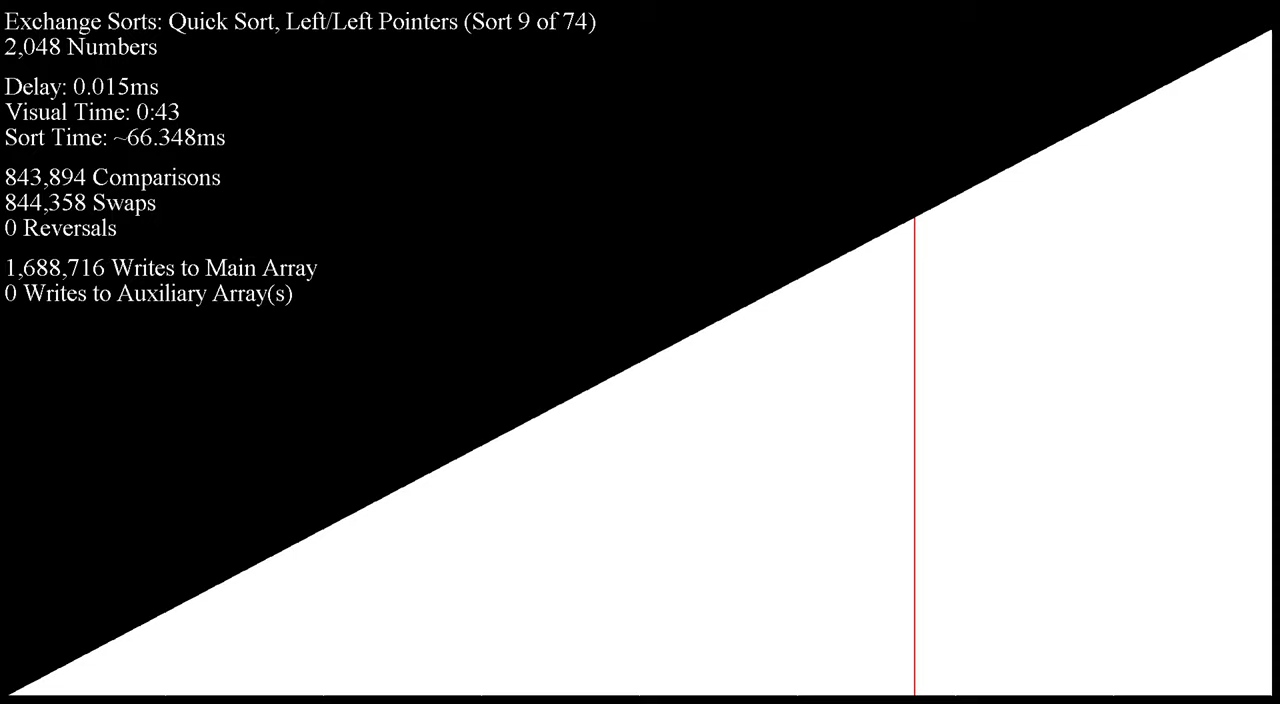 Exchange Sorts: Quick Sort, Left/Left Pointers (Sort 9 of 74)
2,048 Numbers
Delay: 0.015ms
Visual Time: 0:43
Sort Time: ~66.348ms
843,894 Comparisons
844,358 Swaps
0 Reversals
1,688,716 Writes to Main Array
0 Writes to Auxiliary Array(s)